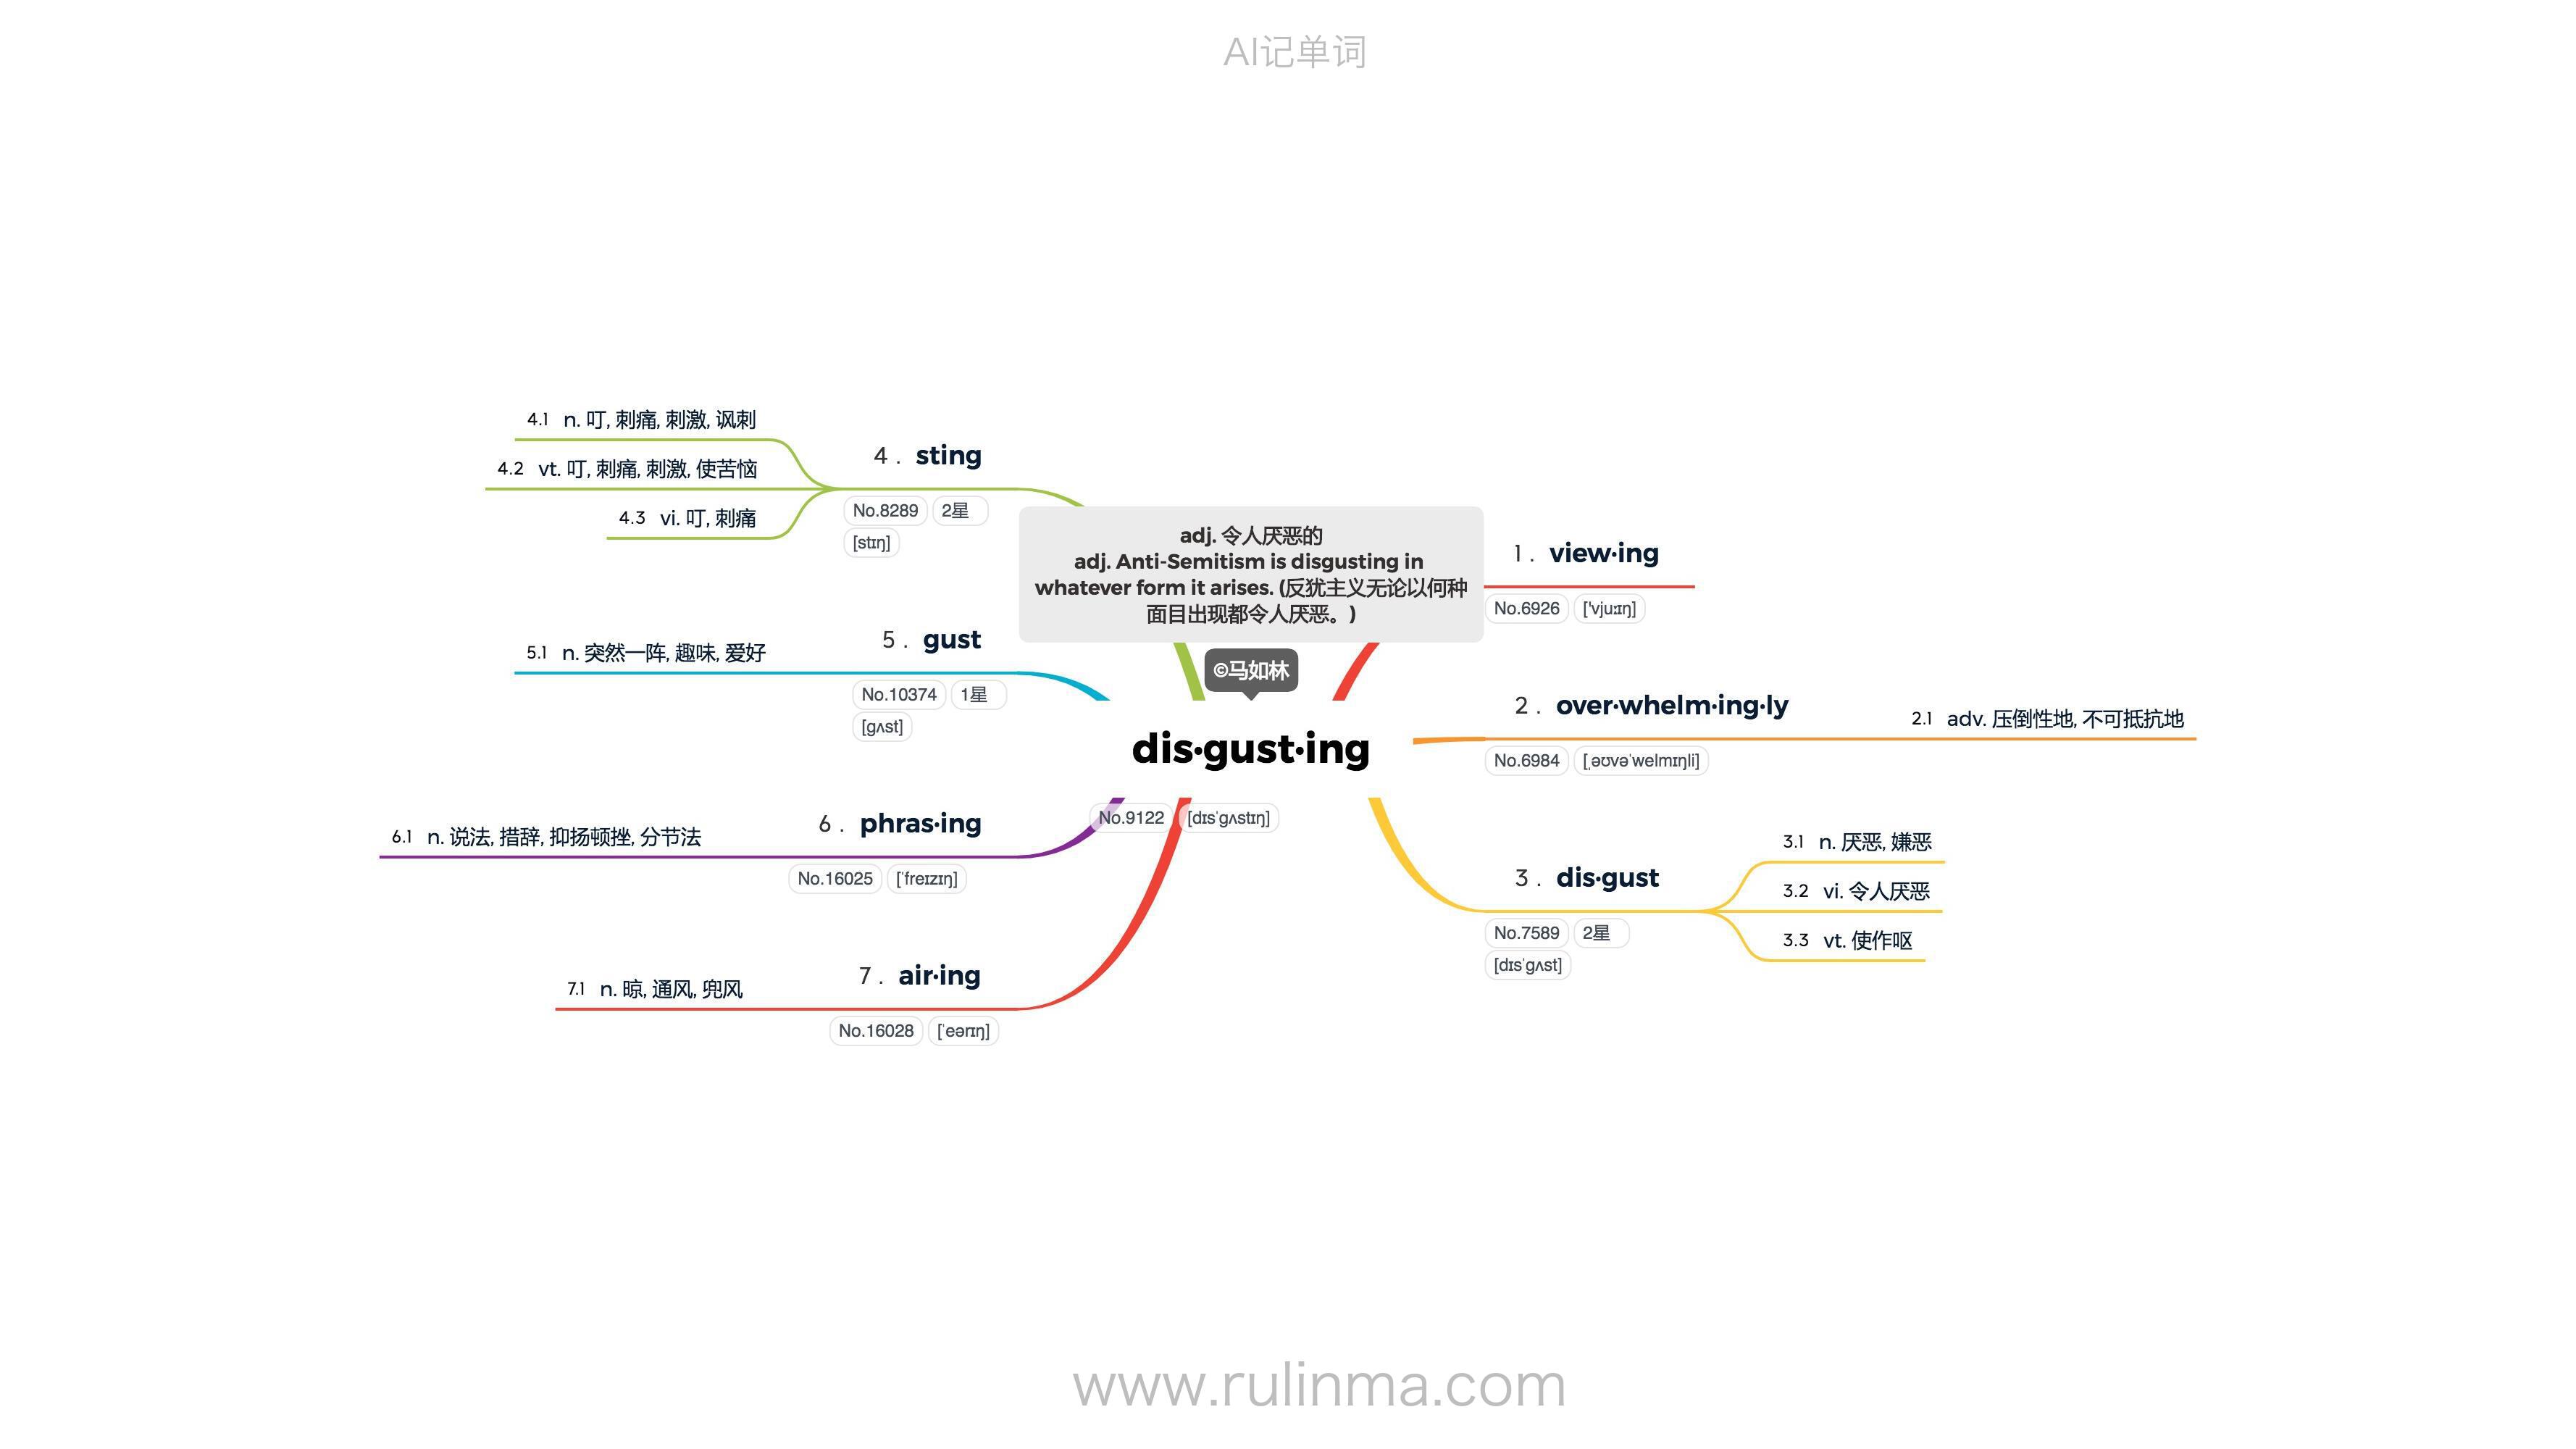 AI记单词
4.1 n. 叮, 刺痛, 刺激, 讽刺
4.2 vt. 叮, 刺痛, 刺激, 使苦恼
4.3 vi. 叮, 刺痛
4 . sting
No.8289 2星
[stɪŋ]
adj. 令人厌恶的
adj. Anti-Semitism is disgusting in
whatever form it arises. (反犹主义无论以何种
面目出现都令人厌恶。)
©马如林
1 . view·ing
No.6926 ['vjuːɪŋ]
5.1 n. 突然一阵, 趣味, 爱好
5 . gust
No.10374 1星
[gʌst]
2 . over·whelm·ing·ly
No.6984 [ˌəʊvəˈwelmɪŋli]
2.1 adv. 压倒性地, 不可抵抗地
dis·gust·ing
No.9122 [dɪsˈgʌstɪŋ]
6.1 n. 说法, 措辞, 抑扬顿挫, 分节法
6 . phras·ing
No.16025 [ˈfreɪzɪŋ]
3 . dis·gust
No.7589 2星
[dɪsˈgʌst]
3.1 n. 厌恶, 嫌恶
3.2 vi. 令人厌恶
3.3 vt. 使作呕
7.1 n. 晾, 通风, 兜风
7 . air·ing
No.16028 [ˈeərɪŋ]
www.rulinma.com